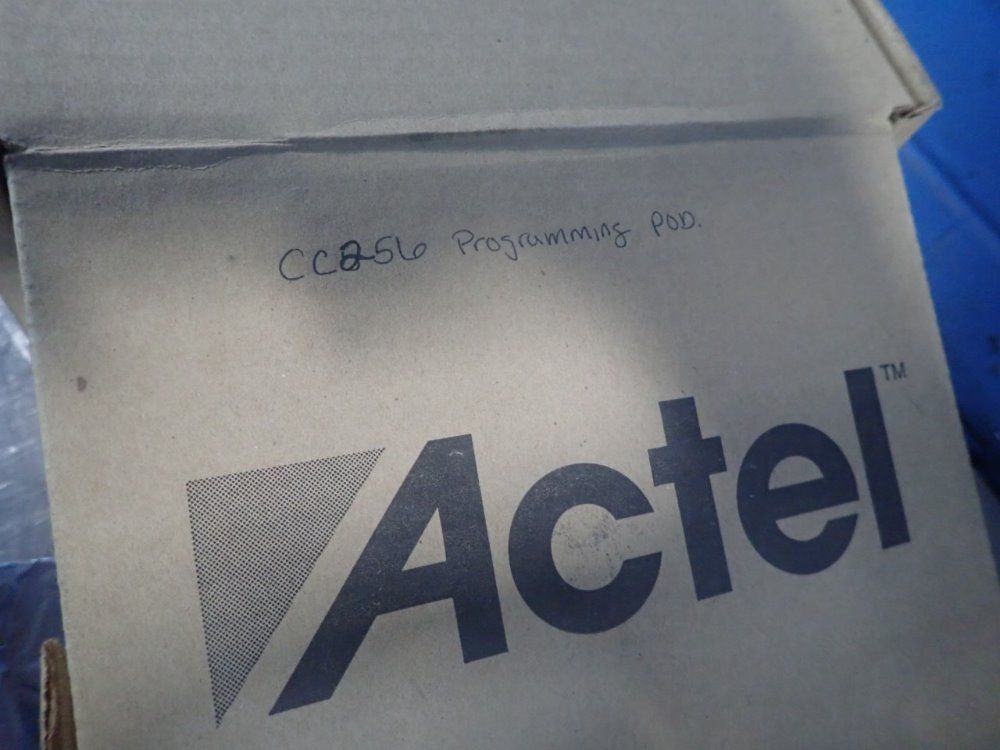 CC256 Programming POD.
Actel™